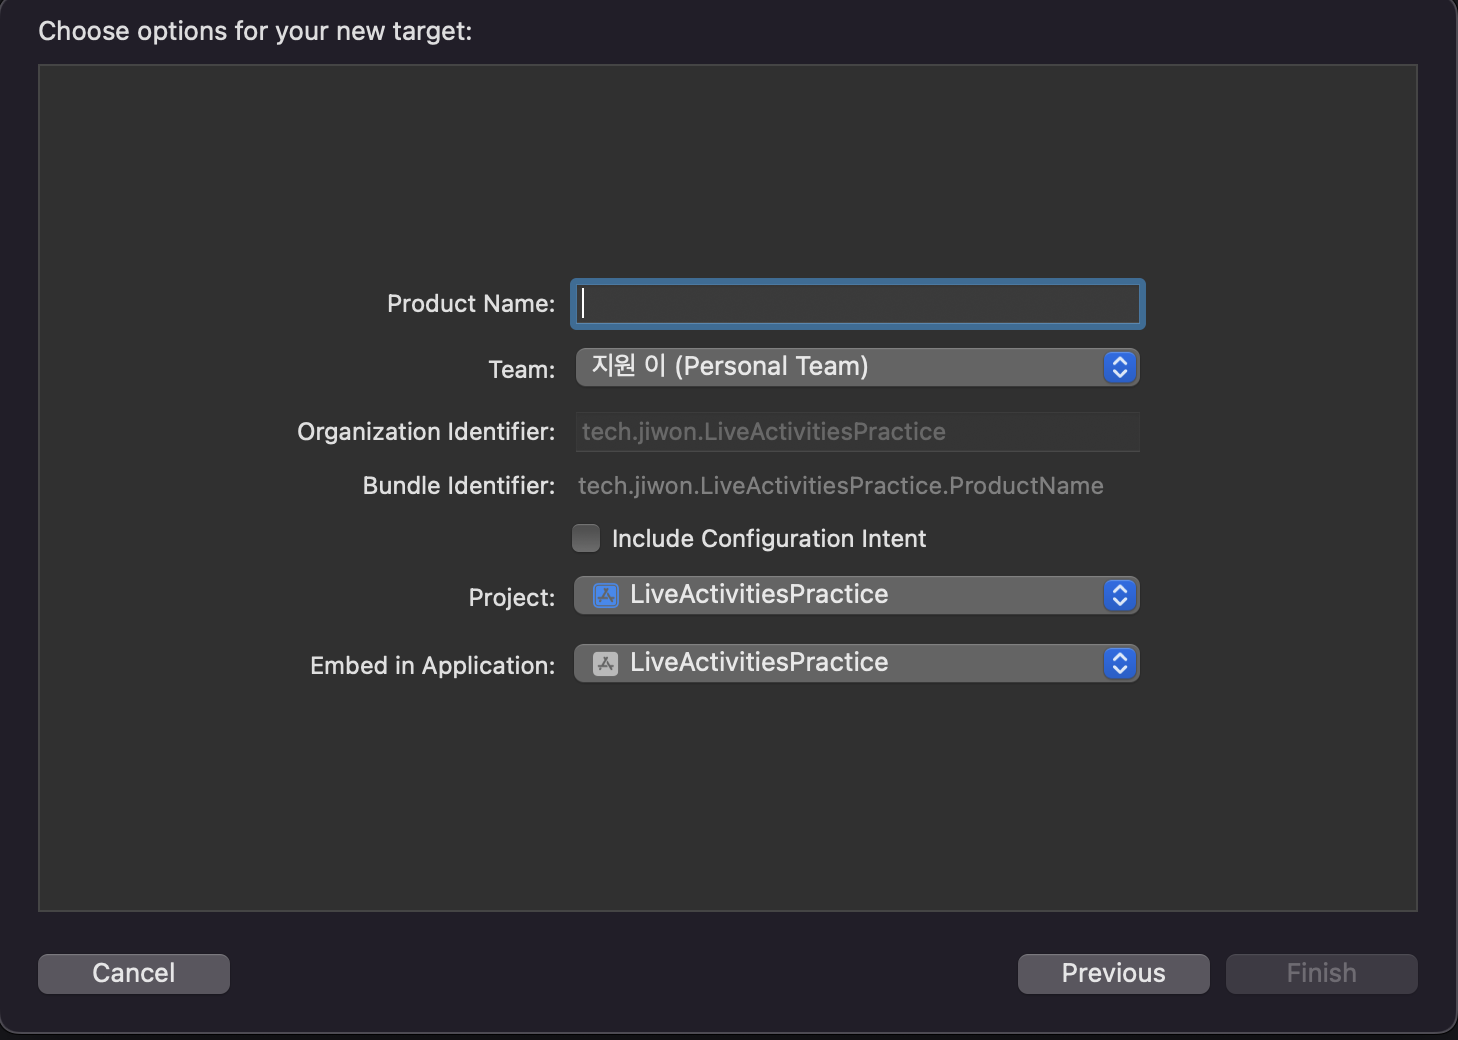 Choose options for your new target:
Product Name:
Team: 지원 이 (Personal Team)
Organization Identifier: tech.jiwon.LiveActivitiesPractice
Bundle Identifier: tech.jiwon.LiveActivitiesPractice.ProductName
Include Configuration Intent
Project: LiveActivitiesPractice
Embed in Application: LiveActivitiesPractice
Cancel Previous Finish